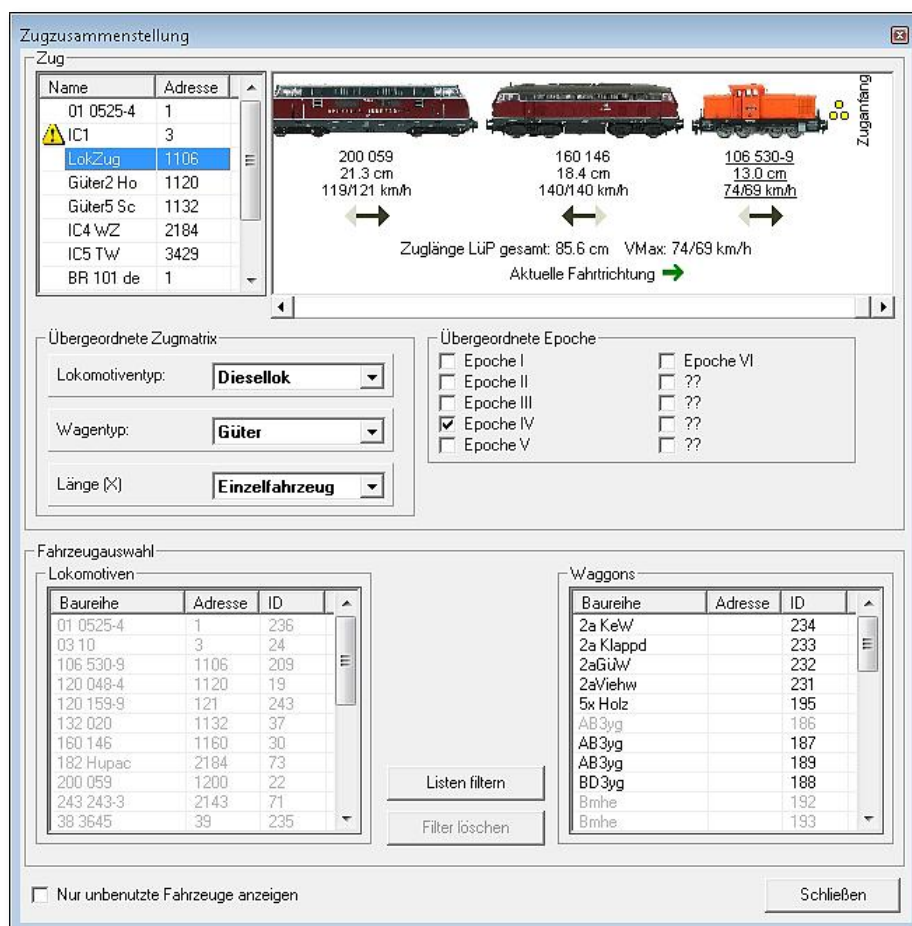 Zugzusammenstellung
Zug
Name Adresse
01 0525-4 1
IC1 3
LokZug 1106
Güter2 Ho 1120
Güter5 Sc 1132
IC4 WZ 2184
IC5 TW 3429
BR 101 de 1
Zuganfang
200 059 160 146 106 530-9
21.3 cm 18.4 cm 13.0 cm
119/121 km/h 140/140 km/h 74/69 km/h
Zuglänge LüP gesamt: 85.6 cm VMax: 74/69 km/h
Aktuelle Fahrtrichtung
Übergeordnete Zugmatrix
Lokomotiventyp: Diesellok
Wagentyp: Güter
Länge (X) Einzelfahrzeug
Übergeordnete Epoche
Epoche I Epoche VI
Epoche II ??
Epoche III ??
Epoche IV ??
Epoche V ??
Fahrzeugauswahl
Lokomotiven
Baureihe Adresse ID
01 0525-4 1 236
03 10 3 24
106 530-9 1106 209
120 048-4 1120 19
120 159-9 121 243
132 020 1132 37
160 146 1160 30
182 Hupac 2184 73
200 059 1200 22
243 243-3 2143 71
38 3645 39 235
Listen filtern
Filter löschen
Waggons
Baureihe Adresse ID
2a KeW 234
2a Klappd 233
2aGüW 232
2aViehw 231
5x Holz 195
AB3yg 186
AB3yg 187
AB3yg 189
BD3yg 188
Bmhe 192
Bmhe 193
Nur unbenutzte Fahrzeuge anzeigen
Schließen